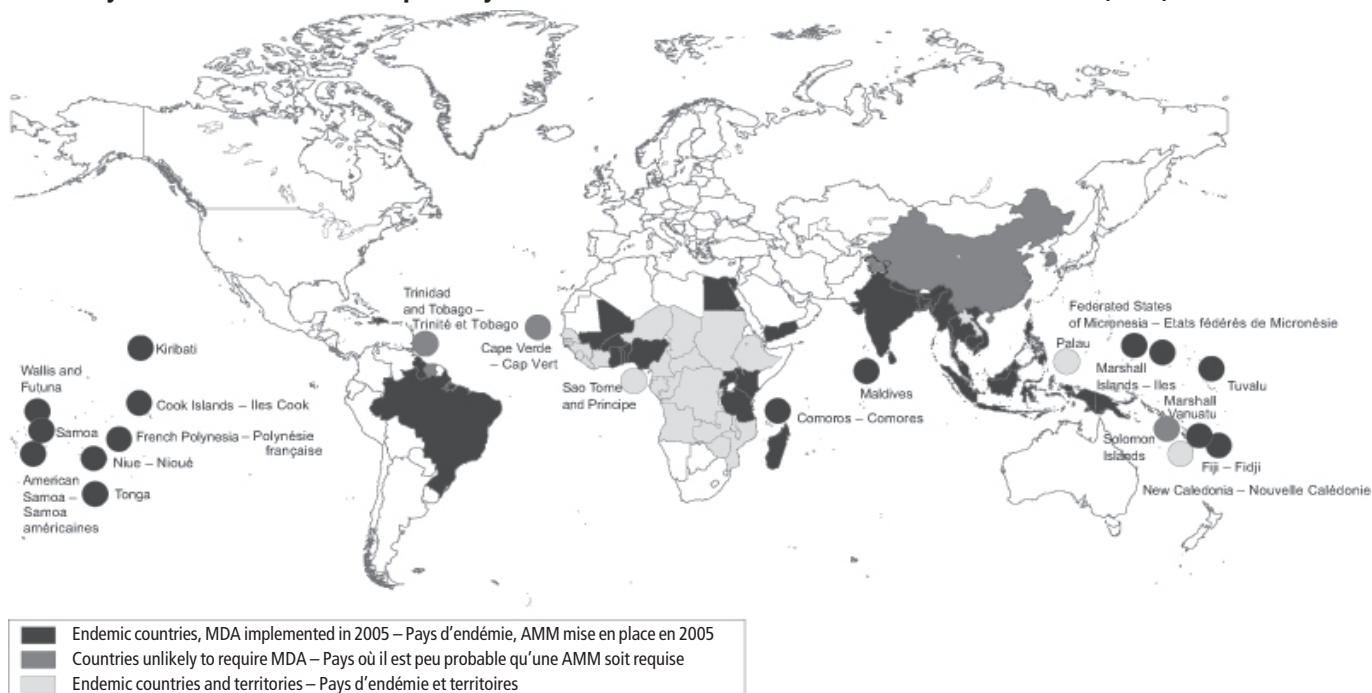 Trinidad
and Tobago –
Trinité et Tobago
Cape Verde
– Cap Vert
Sao Tome
and Principe
Kiribati
Wallis and
Futuna
Cook Islands – Iles Cook
Samoa
French Polynesia – Polynésie
française
Niue – Nioué
American
Samoa –
Samoa
américaines
Tonga
Maldives
Comoros – Comores
Federated States
of Micronesia – Etats fédérés de Micronésie
Palau
Marshall
Islands – Iles
Marshall
Tuvalu
Vanuatu
Solomon
Islands
Fiji – Fidji
New Caledonia – Nouvelle Calédonie
Endemic countries, MDA implemented in 2005 – Pays d'endémie, AMM mise en place en 2005
Countries unlikely to require MDA – Pays où il est peu probable qu'une AMM soit requise
Endemic countries and territories – Pays d'endémie et territoires